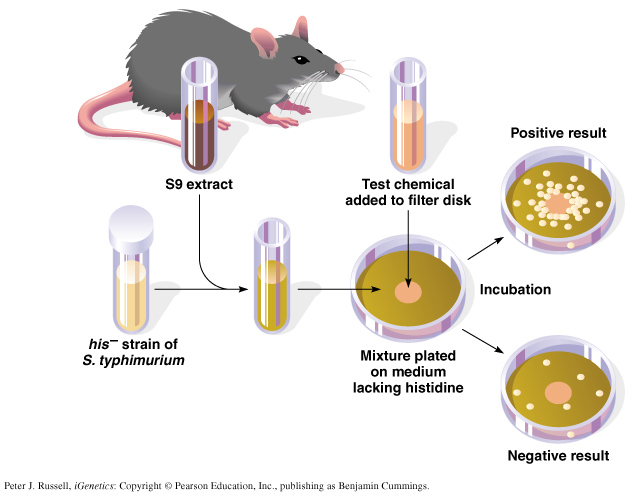 S9 extract
Test chemical
added to filter disk
Positive result
his– strain of
S. typhimurium
Mixture plated
on medium
lacking histidine
Incubation
Negative result
Peter J. Russell, iGenetics: Copyright © Pearson Education, Inc., publishing as Benjamin Cummings.